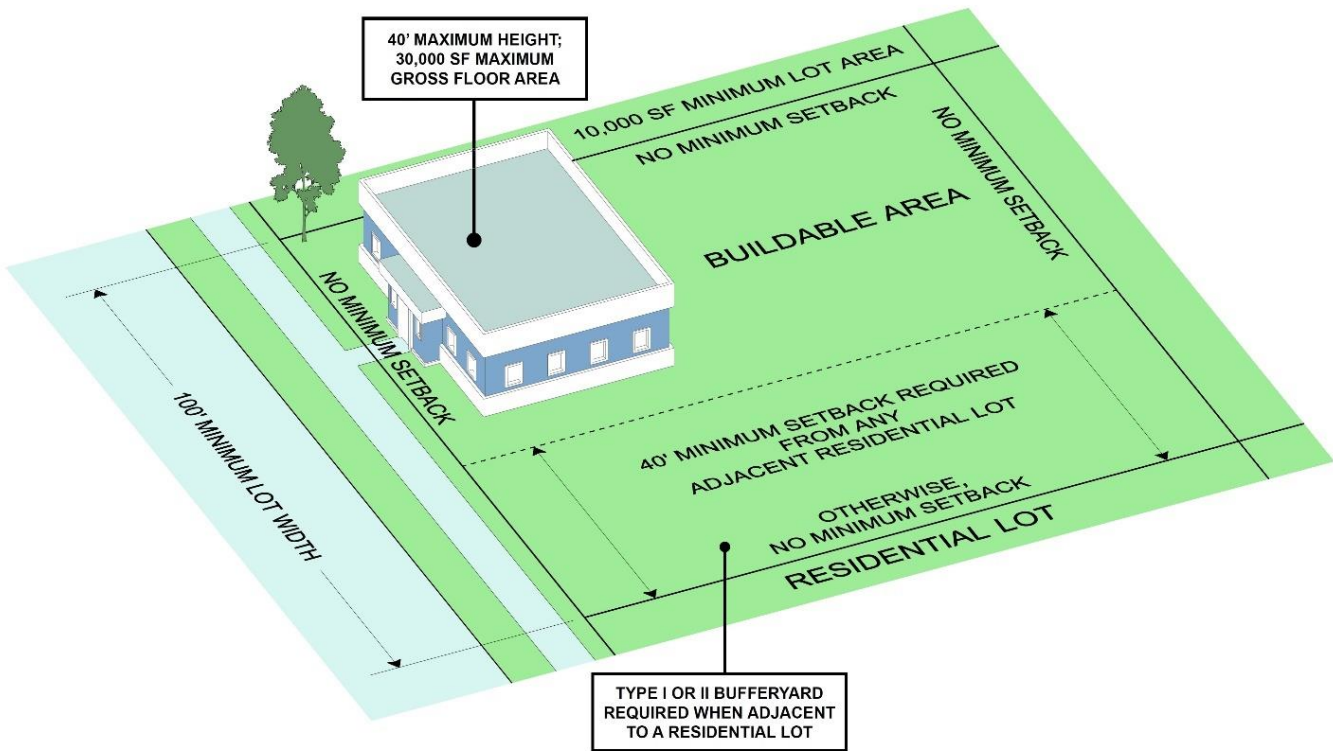 40' MAXIMUM HEIGHT;
30,000 SF MAXIMUM
GROSS FLOOR AREA
10,000 SF MINIMUM LOT AREA
NO MINIMUM SETBACK
NO MINIMUM SETBACK
BUILDABLE AREA
NO MINIMUM SETBACK
100' MINIMUM LOT WIDTH
40' MINIMUM SETBACK REQUIRED
FROM ANY
ADJACENT RESIDENTIAL LOT
OTHERWISE,
NO MINIMUM SETBACK
RESIDENTIAL LOT
TYPE I OR II BUFFERYARD
REQUIRED WHEN ADJACENT
TO A RESIDENTIAL LOT